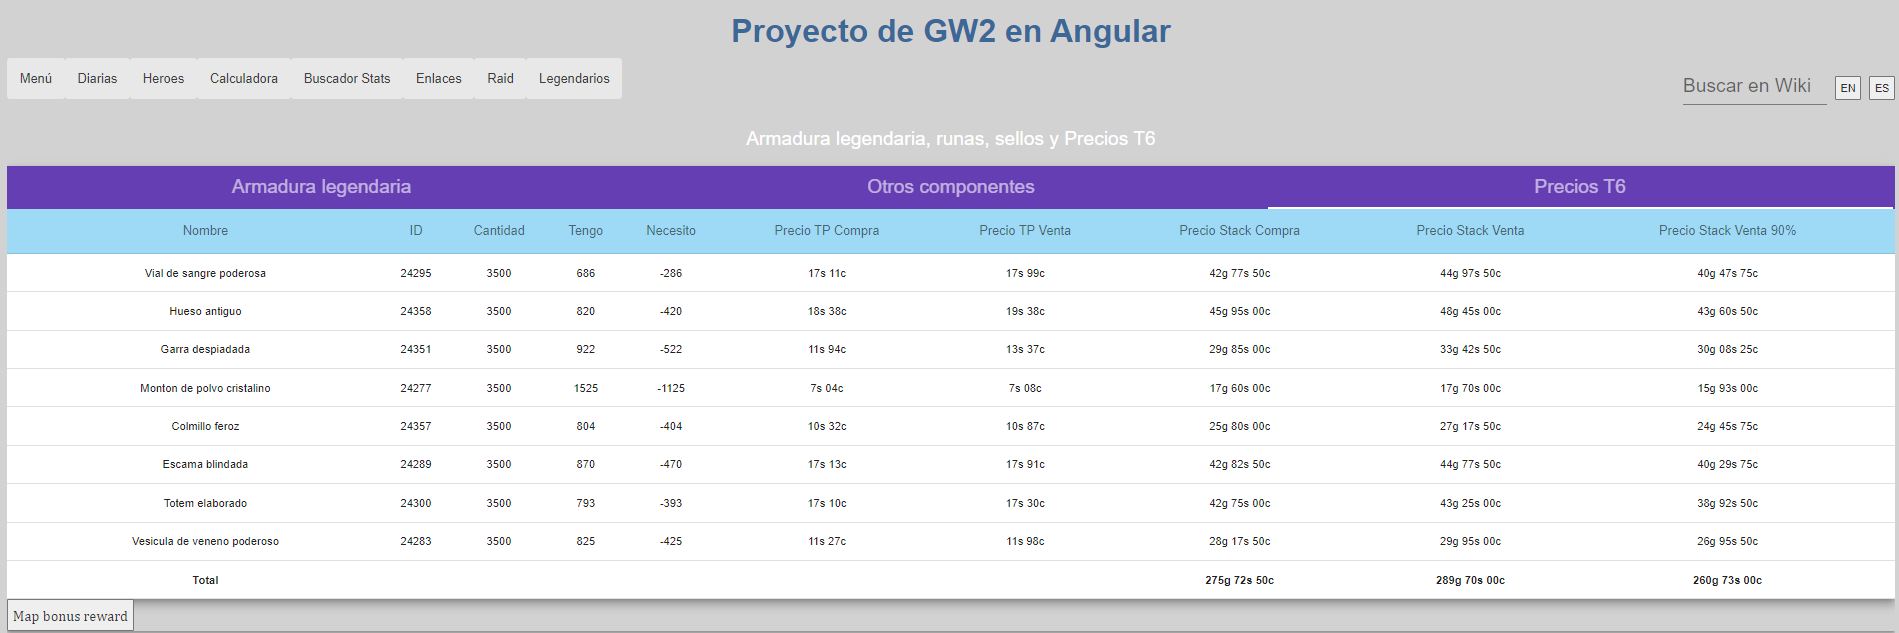 Proyecto de GW2 en Angular
Menú Diarias Heroes Calculadora Buscador Stats Enlaces Raid Legendarios
Buscar en Wiki EN ES
Armadura legendaria, runas, sellos y Precios T6
Armadura legendaria Otros componentes Precios T6
Nombre ID Cantidad Tengo Necesito Precio TP Compra Precio TP Venta Precio Stack Compra Precio Stack Venta Precio Stack Venta 90%
Vial de sangre poderosa 24295 3500 686 -286 17s 11c 17s 99c 42g 77s 50c 44g 97s 50c 40g 47s 75c
Hueso antiguo 24358 3500 820 -420 18s 38c 19s 38c 45g 95s 00c 48g 45s 00c 43g 60s 50c
Garra despiadada 24351 3500 922 -522 11s 94c 13s 37c 29g 85s 00c 33g 42s 50c 30g 08s 25c
Monton de polvo cristalino 24277 3500 1525 -1125 7s 04c 7s 08c 17g 60s 00c 17g 70s 00c 15g 93s 00c
Colmillo feroz 24357 3500 804 -404 10s 32c 10s 87c 25g 80s 00c 27g 17s 50c 24g 45s 75c
Escama blindada 24289 3500 870 -470 17s 13c 17s 91c 42g 82s 50c 44g 77s 50c 40g 29s 75c
Totem elaborado 24300 3500 793 -393 17s 10c 17s 30c 42g 75s 00c 43g 25s 00c 38g 92s 50c
Vesicula de veneno poderoso 24283 3500 825 -425 11s 27c 11s 98c 28g 17s 50c 29g 95s 00c 26g 95s 50c
Total 275g 72s 50c 289g 70s 00c 260g 73s 00c
Map bonus reward